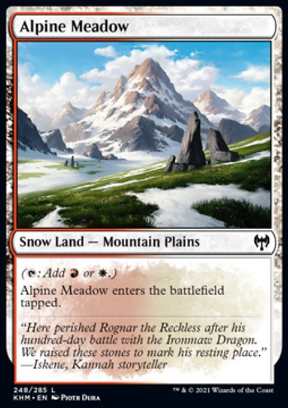 Alpine Meadow
Snow Land — Mountain Plains
(: Add or .)
Alpine Meadow enters the battlefield
tapped.
"Here perished Rognar the Reckless after his
hundred-day battle with the Ironmaw Dragon.
We raised these stones to mark his resting place."
—Iskene, Kannah storyteller
248/285 L
KHM • EN Piotr Dura
™ & © 2021 Wizards of the Coast